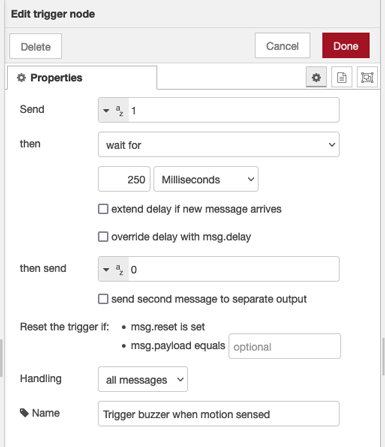 Edit trigger node
Delete
Cancel
Done
Properties
Send
az 1
then
wait for
250 Milliseconds
extend delay if new message arrives
override delay with msg.delay
then send
az 0
send second message to separate output
Reset the trigger if:
• msg.reset is set
• msg.payload equals optional
Handling
all messages
Name
Trigger buzzer when motion sensed